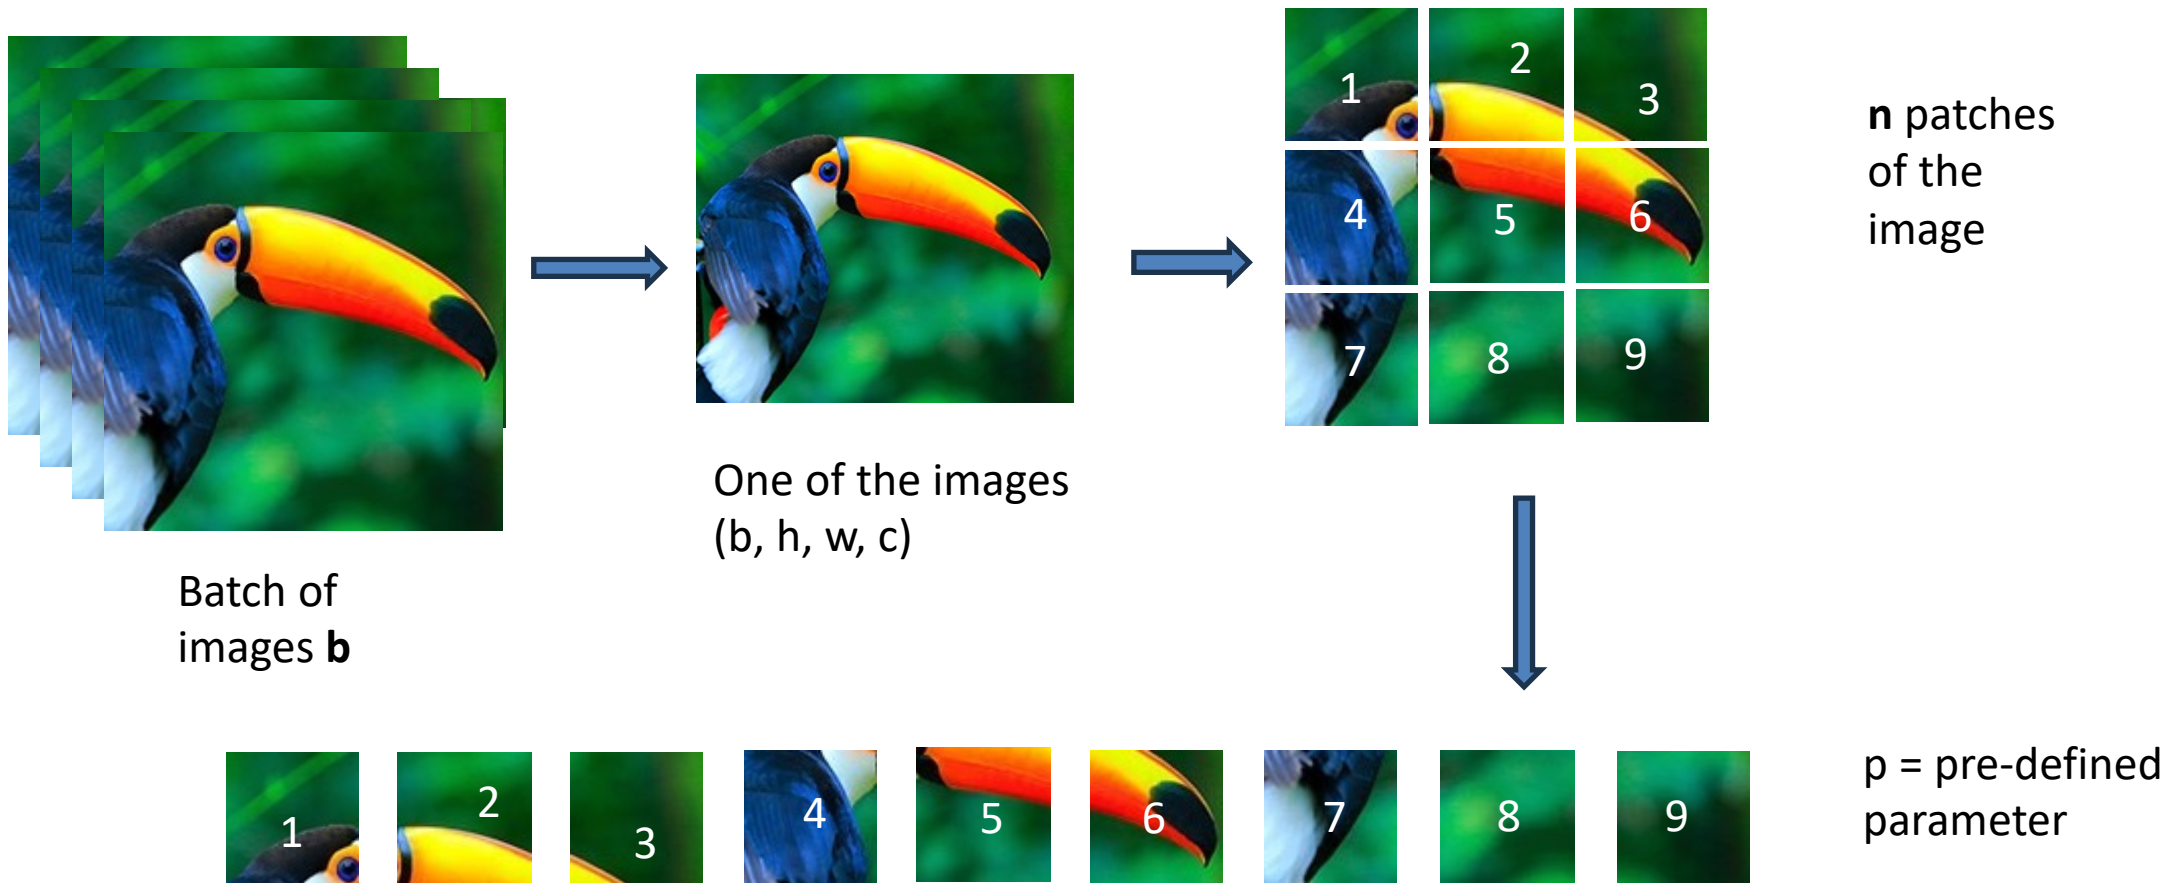 Batch of
images b
One of the images
(b, h, w, c)
1
2
3
4
5
6
7
8
9
n patches
of the
image
1
2
3
4
5
6
7
8
9
p = pre-defined
parameter